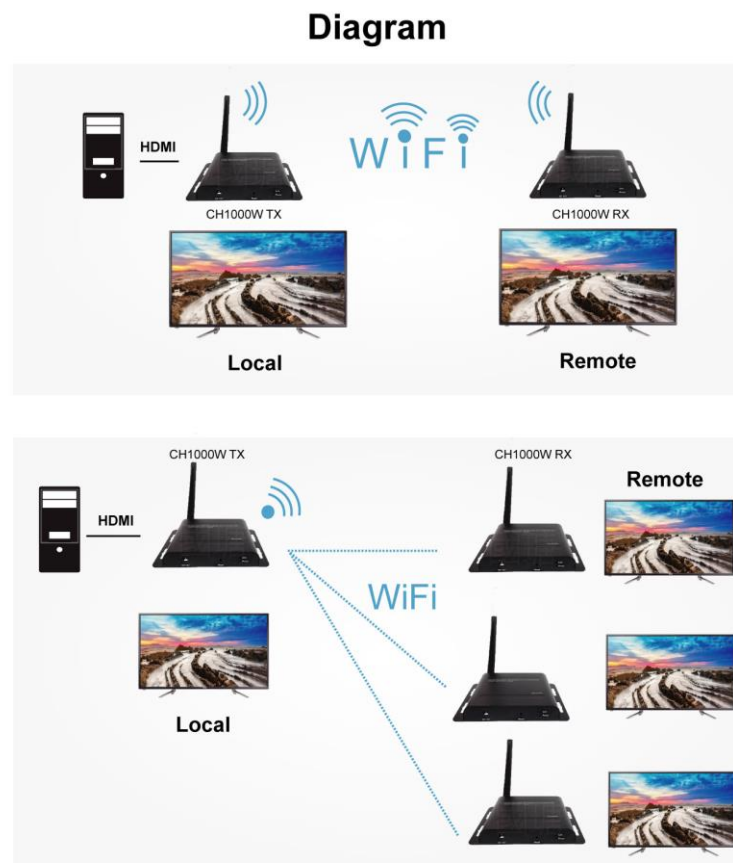 Diagram
HDMI
WiFi
CH1000W TX
CH1000W RX
Local
Remote
CH1000W TX
CH1000W RX
Remote
HDMI
WiFi
Local